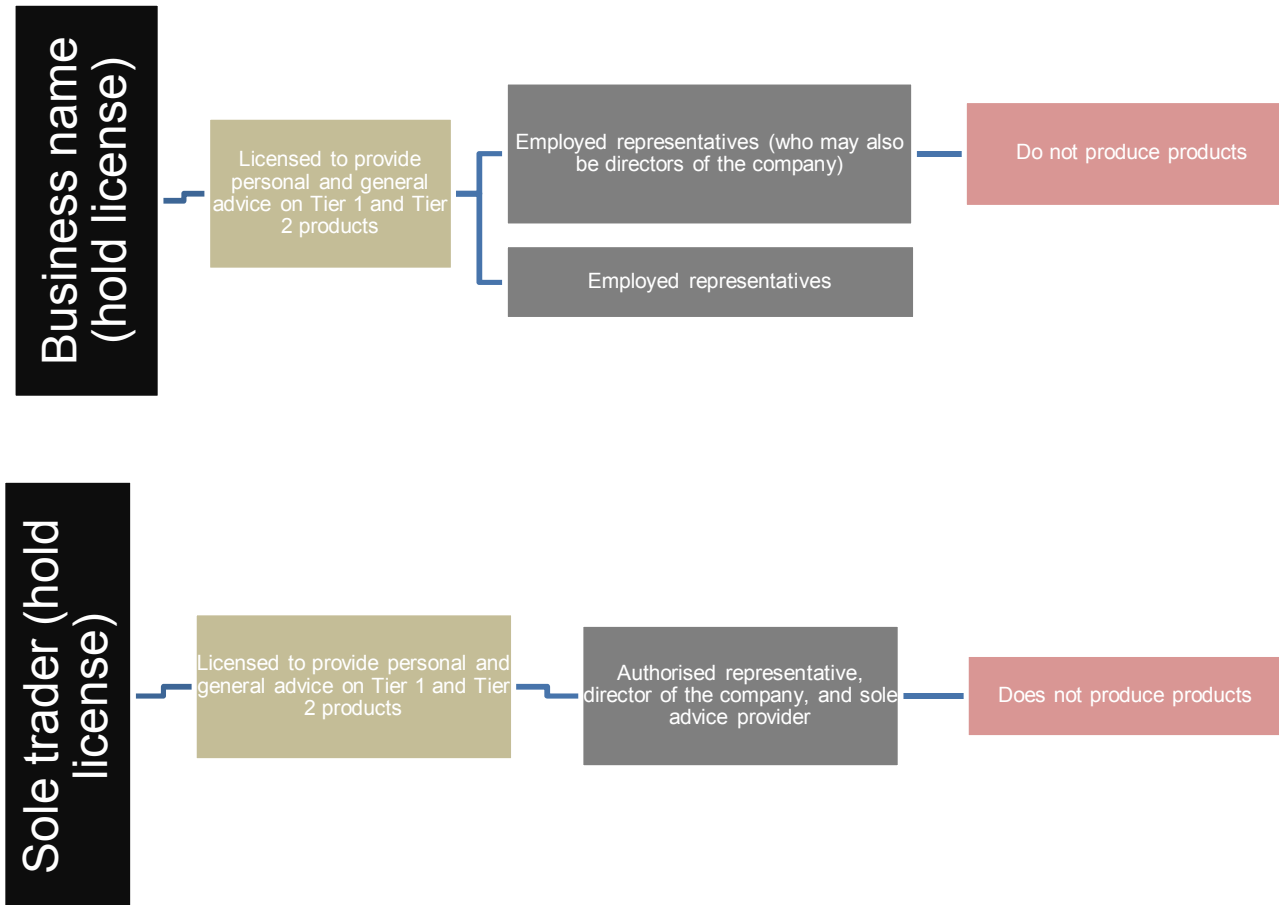 Business name
(hold license)
Licensed to provide
personal and general
advice on Tier 1 and Tier
2 products
Employed representatives (who may also
be directors of the company)
Do not produce products
Employed representatives
Sole trader (hold
license)
Licensed to provide personal and
general advice on Tier 1 and Tier
2 products
Authorised representative,
director of the company, and sole
advice provider
Does not produce products